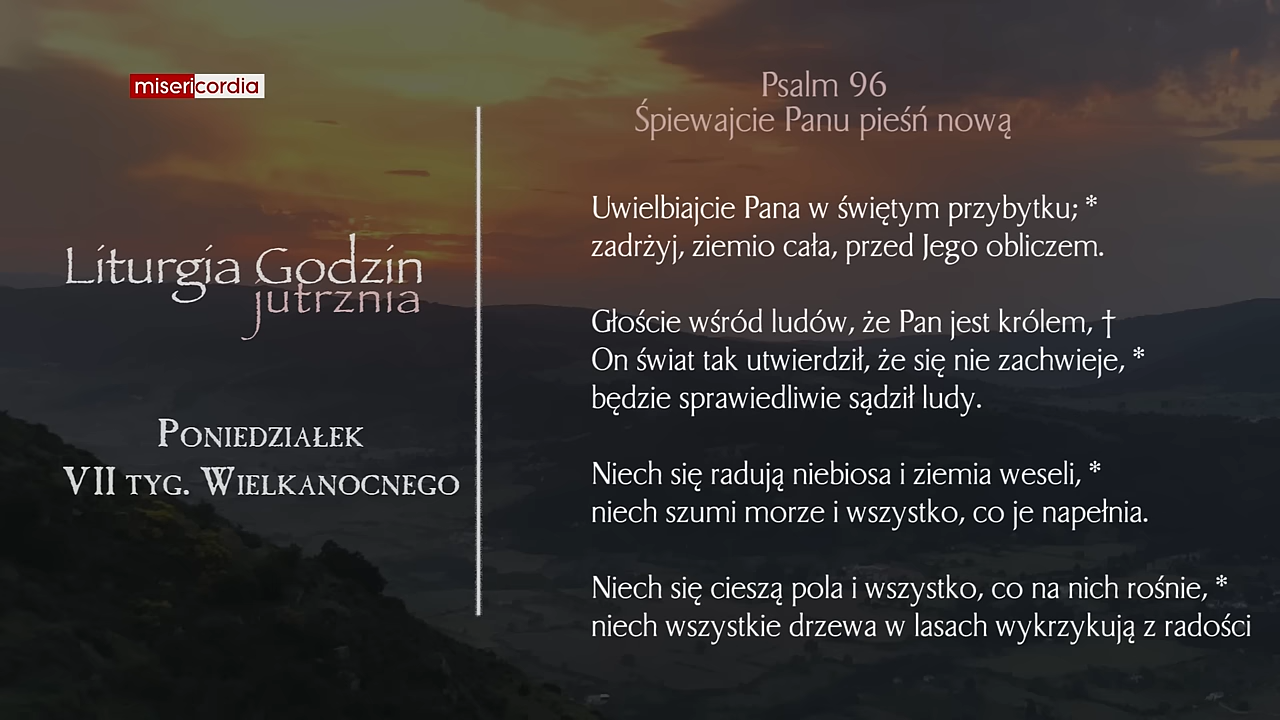 misericordia
Liturgia Godzin
jutrznia
Poniedziałek
VII tyg. Wielkanocnego
Psalm 96
Śpiewajcie Panu pieśń nową
Uwielbiajcie Pana w świętym przybytku; *
zadrżyj, ziemio cała, przed Jego obliczem.
Głoście wśród ludów, że Pan jest królem, †
On świat tak utwierdził, że się nie zachwieje, *
będzie sprawiedliwie sądził ludy.
Niech się radują niebiosa i ziemia weseli, *
niech szumi morze i wszystko, co je napełnia.
Niech się cieszą pola i wszystko, co na nich rośnie, *
niech wszystkie drzewa w lasach wykrzykują z radości